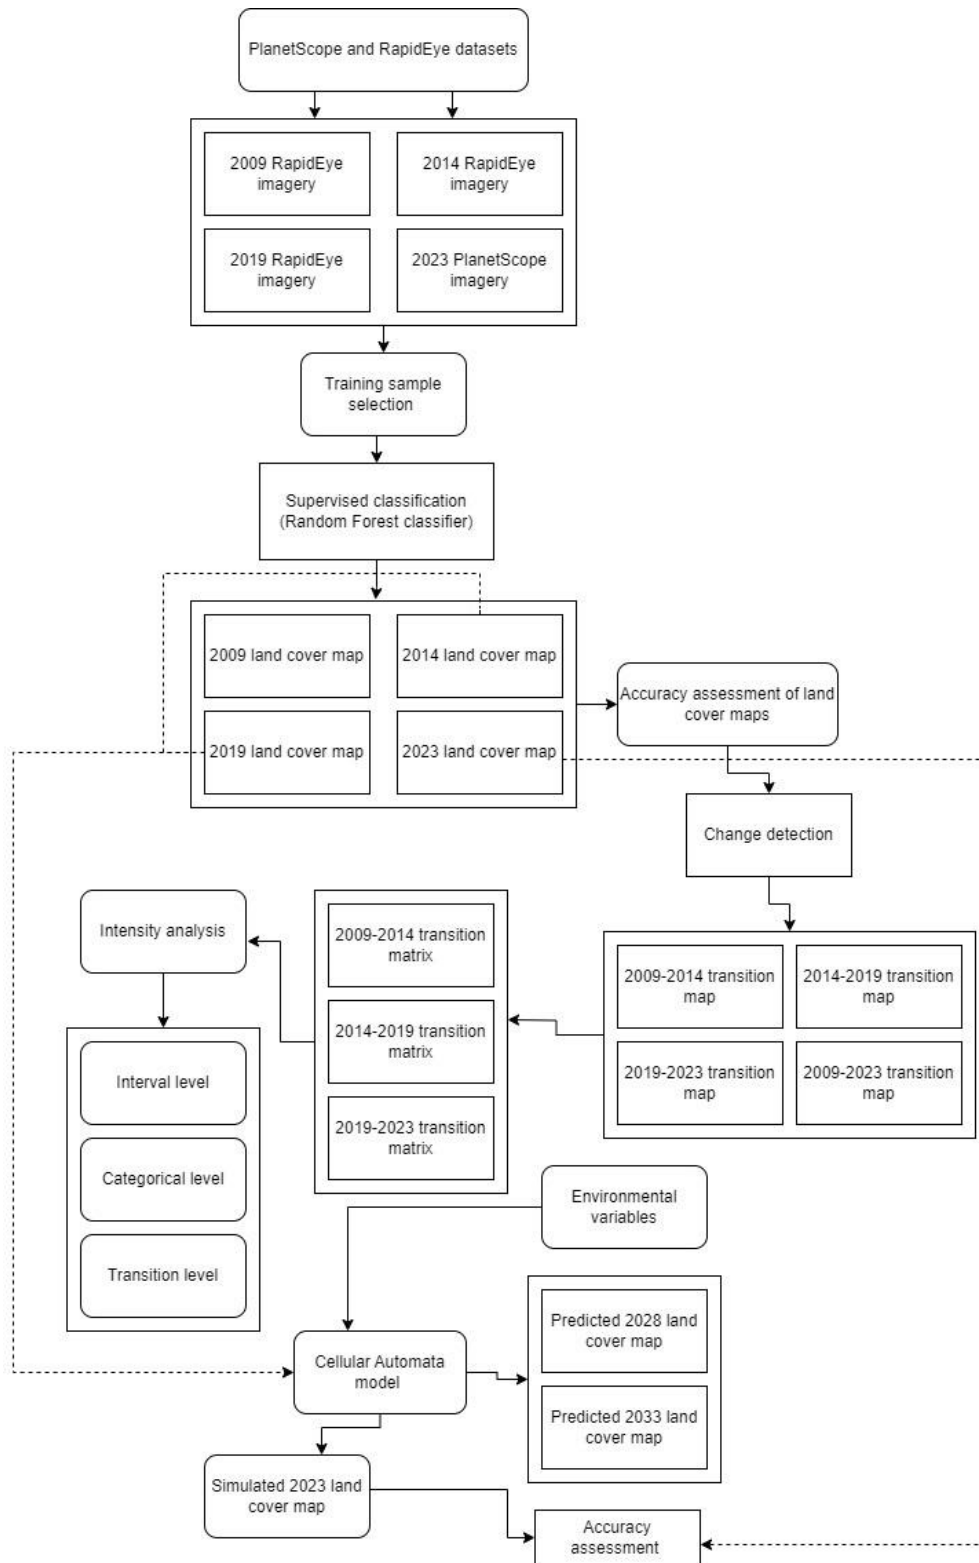 PlanetScope and RapidEye datasets
2009 RapidEye
imagery
2014 RapidEye
imagery
2019 RapidEye
imagery
2023 PlanetScope
imagery
Training sample
selection
Supervised classification
(Random Forest classifier)
2009 land cover map
2014 land cover map
2019 land cover map
2023 land cover map
Accuracy assessment of land
cover maps
Change detection
Intensity analysis
2009-2014 transition
matrix
2014-2019 transition
matrix
2019-2023 transition
matrix
2009-2014 transition
map
2014-2019 transition
map
2019-2023 transition
map
2009-2023 transition
map
Interval level
Categorical level
Transition level
Environmental
variables
Cellular Automata
model
Predicted 2028 land
cover map
Predicted 2033 land
cover map
Simulated 2023 land
cover map
Accuracy
assessment